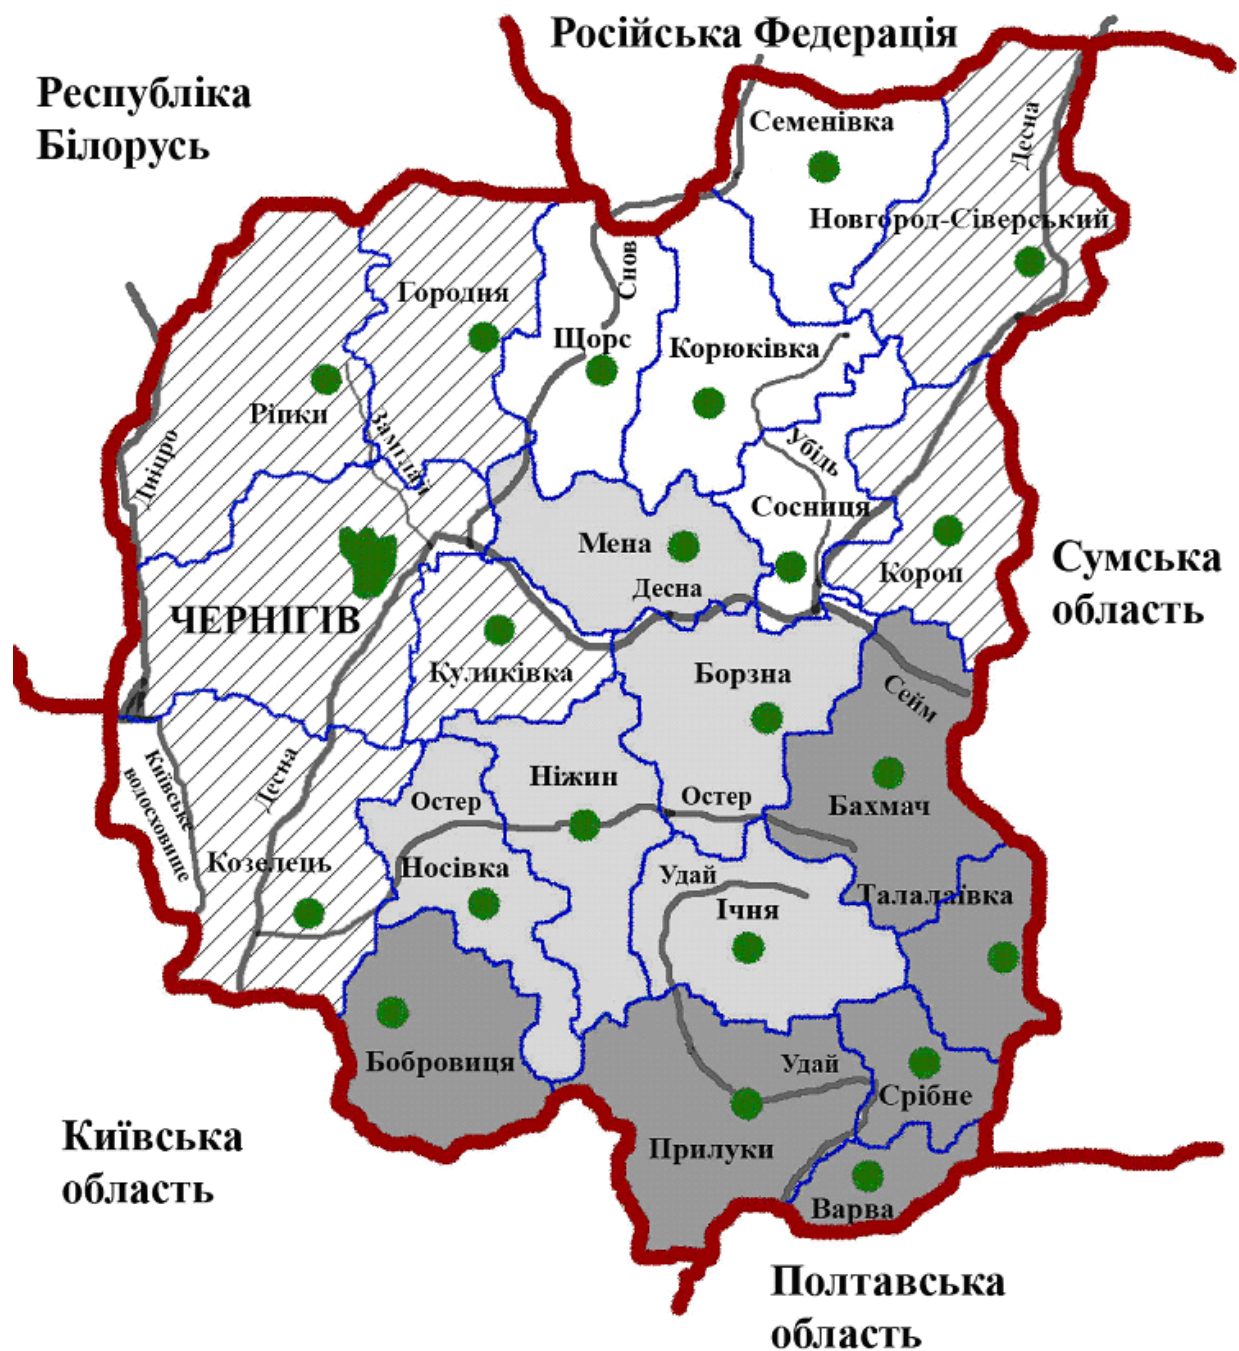 Російська Федерація
Республіка
Білорусь
Семенівка
Десна
Новгород-Сіверський
Снов
Городня
Щорс
Корюківка
Ріпки
Замглай
Дніпро
Убідь
Сосниця
Мена
Десна
Короп
Сумська
область
ЧЕРНІГІВ
Куликівка
Борзна
Сейм
Київське
водосховище
Десна
Ніжин
Остер
Остер
Бахмач
Козелець
Носівка
Удай
Ічня
Талалаївка
Бобровиця
Удай
Срібне
Прилуки
Варва
Київська
область
Полтавська
область